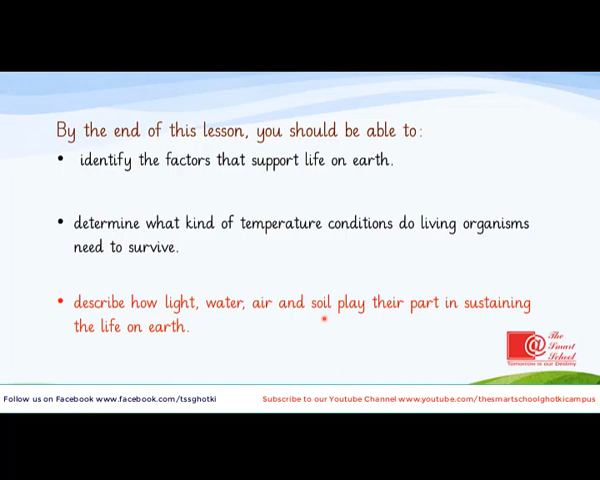 By the end of this lesson, you should be able to:
• identify the factors that support life on earth.
• determine what kind of temperature conditions do living organisms
need to survive.
• describe how light, water, air and soil play their part in sustaining
the life on earth.
@ The
Smart
School
Tomorrow is our Destiny
Follow us on Facebook www.facebook.com/tssghotki
Subscribe to our Youtube Channel www.youtube.com/thesmartschoolghotkicampus